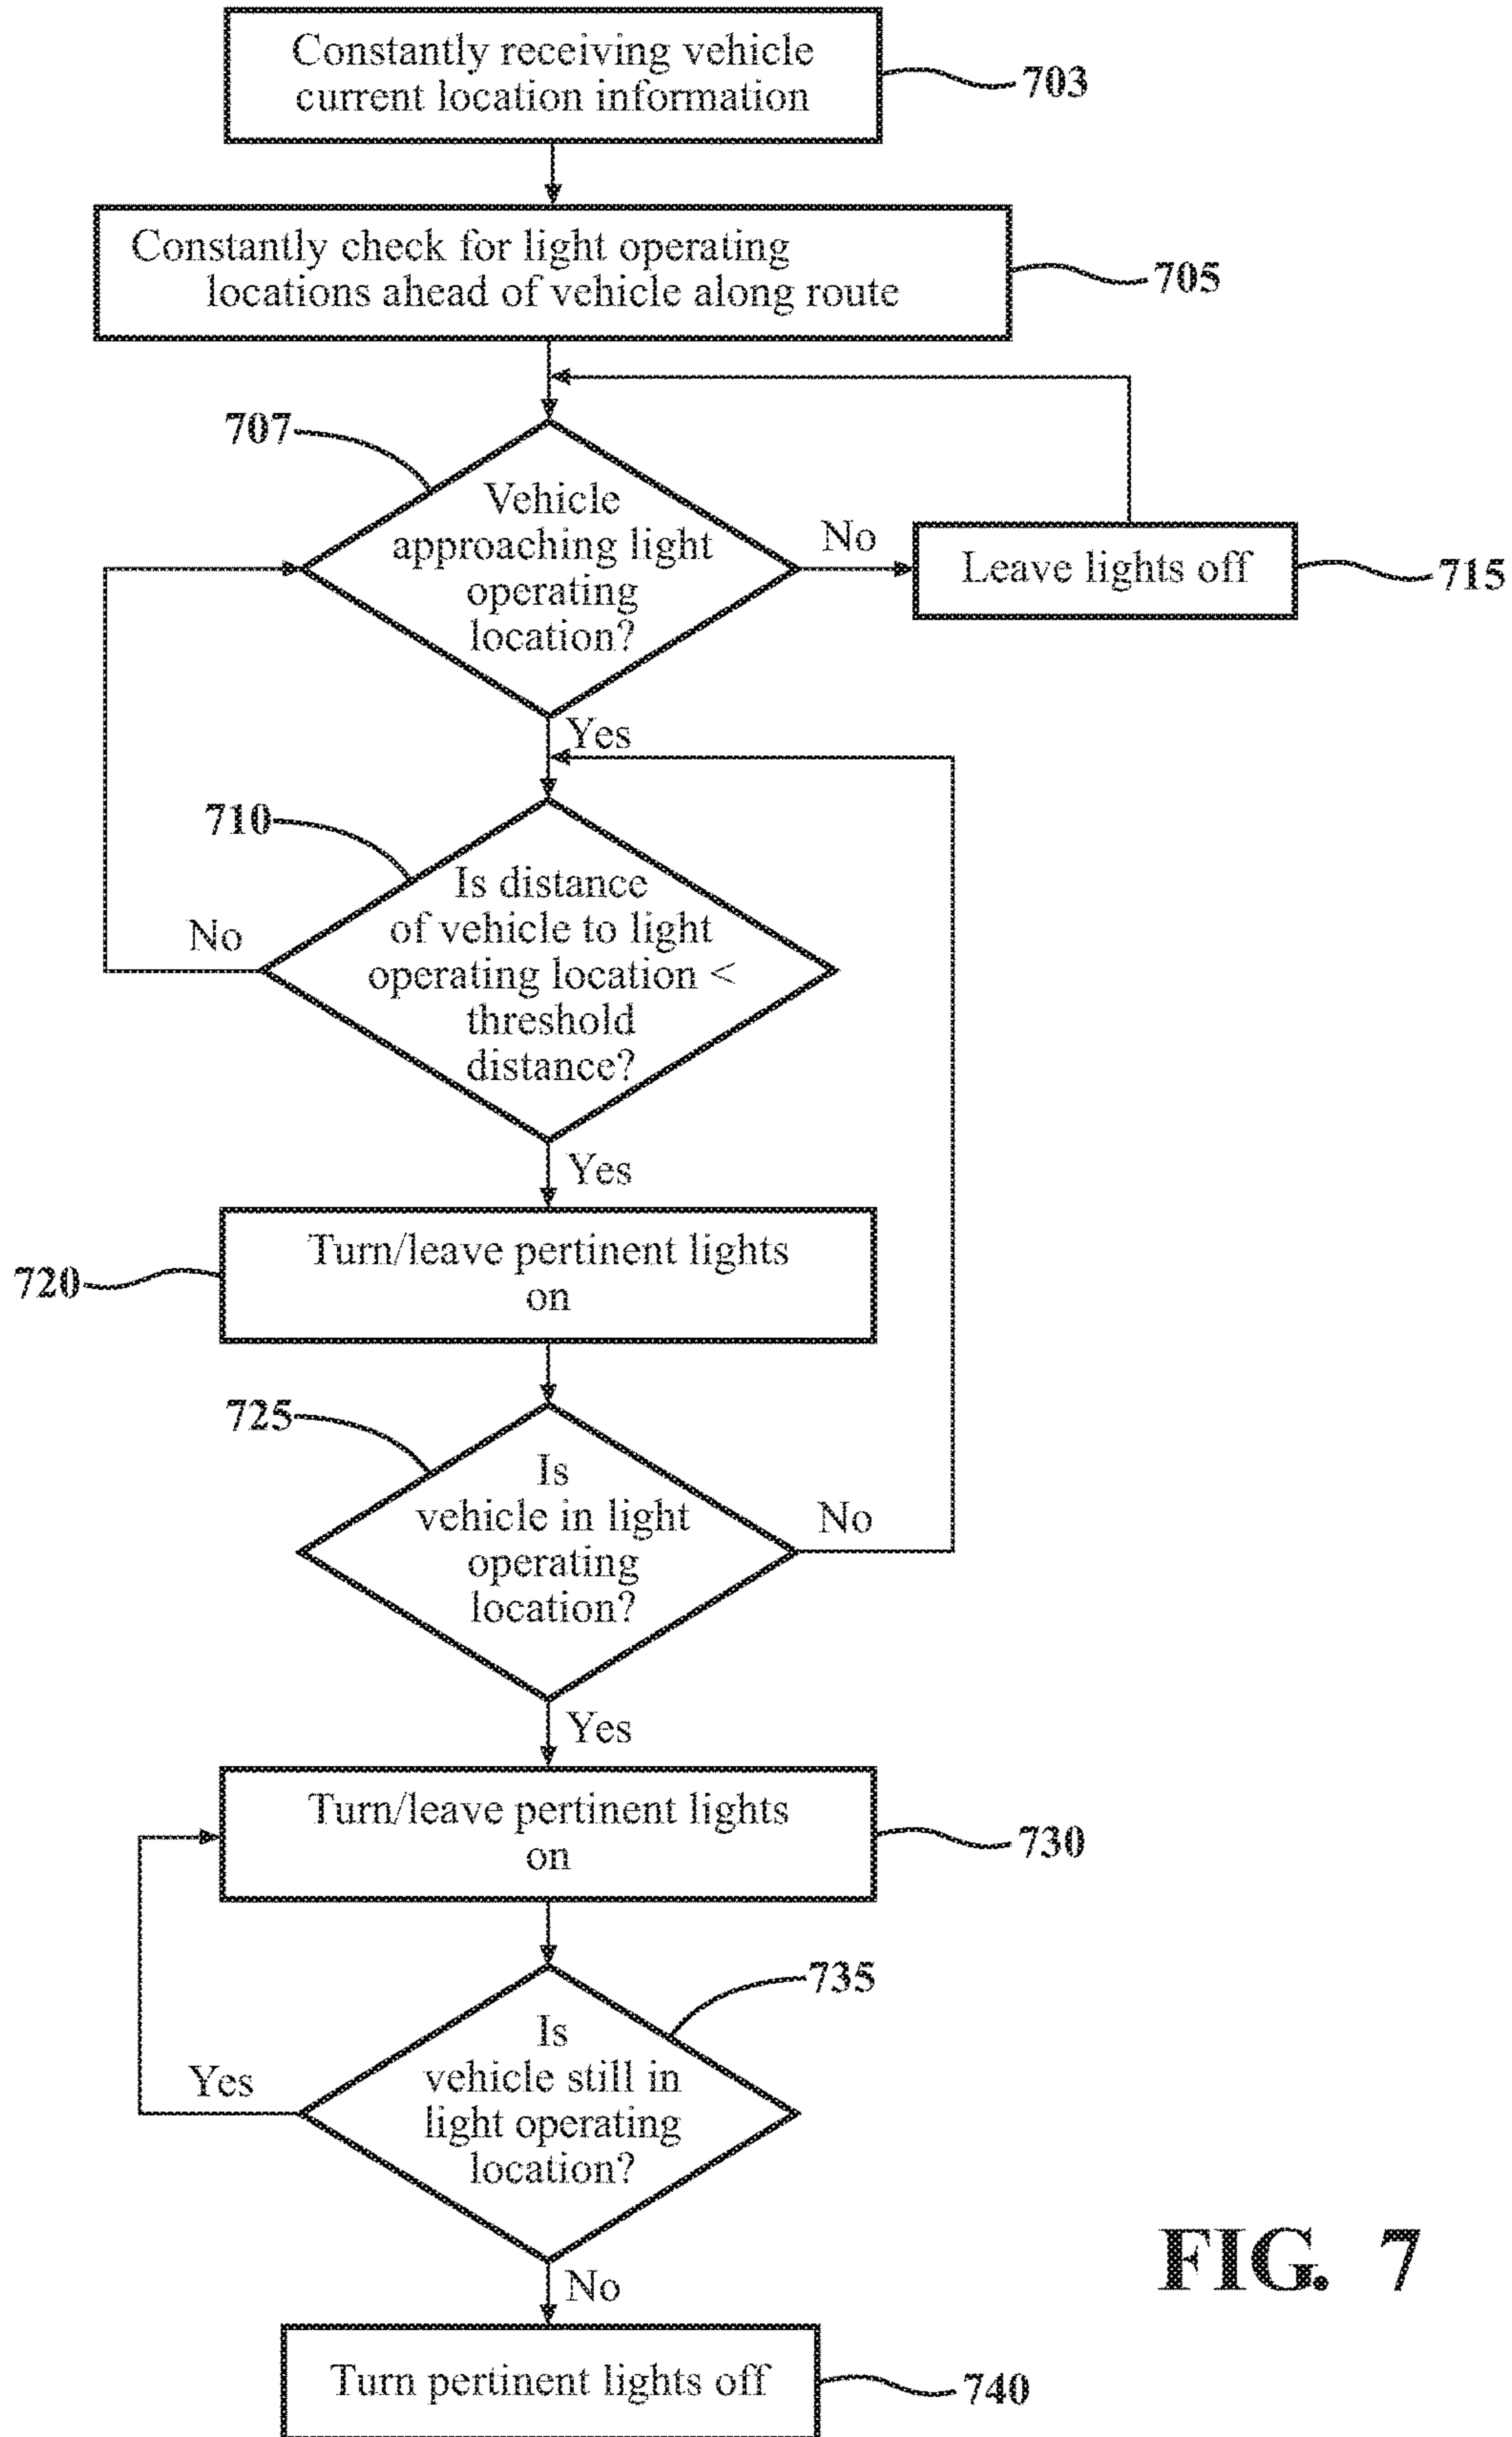 Constantly receiving vehicle
current location information
703
Constantly check for light operating
locations ahead of vehicle along route
705
707
Vehicle
approaching light
operating
location?
No
Leave lights off
715
Yes
710
Is distance
of vehicle to light
operating location <
threshold
distance?
No
Yes
Turn/leave pertinent lights
on
720
725
Is
vehicle in light
operating
location?
No
Yes
Turn/leave pertinent lights
on
730
735
Is
vehicle still in
light operating
location?
Yes
No
Turn pertinent lights off
740
FIG. 7